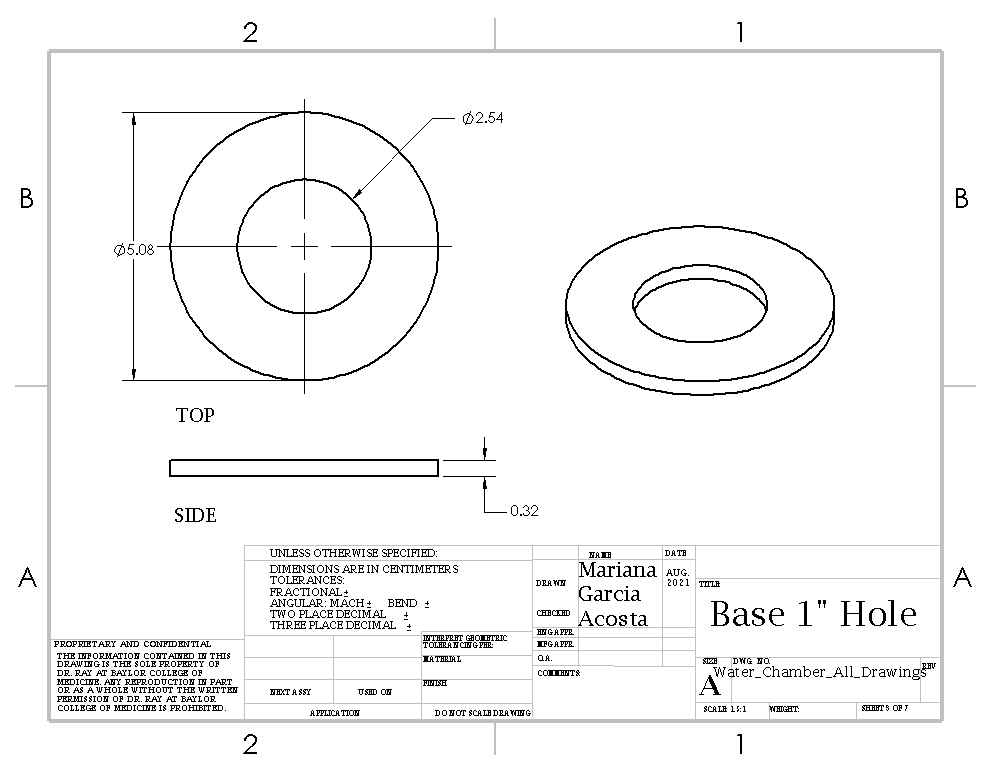 2 1
⌀2.54
B B
⌀5.08
TOP
0.32
SIDE
A A
UNLESS OTHERWISE SPECIFIED:
DIMENSIONS ARE IN CENTIMETERS
TOLERANCES:
FRACTIONAL ±
ANGULAR: MACH ± BEND ±
TWO PLACE DECIMAL ±
THREE PLACE DECIMAL ±
INTERPRET GEOMETRIC
TOLERANCING PER:
MATERIAL
FINISH
NEXT ASSY USED ON
APPLICATION
DO NOT SCALE DRAWING
NAME DATE
DRAWN
Mariana
Garcia
Acosta
AUG.
2021
CHECKED
ENG APPR.
MFG APPR.
Q.A.
COMMENTS:
TITLE:
Base 1" Hole
SIZE DWG. NO. REV
A Water_Chamber_All_Drawings
SCALE: 1.5:1 WEIGHT: OF 7
PROPRIETARY AND CONFIDENTIAL
THE INFORMATION CONTAINED IN THIS
DRAWING IS THE SOLE PROPERTY OF
DR. RAY AT BAYLOR COLLEGE OF
MEDICINE. ANY REPRODUCTION IN PART
OR AS A WHOLE WITHOUT THE WRITTEN
PERMISSION OF DR. RAY AT BAYLOR
COLLEGE OF MEDICINE IS PROHIBITED.
2 1